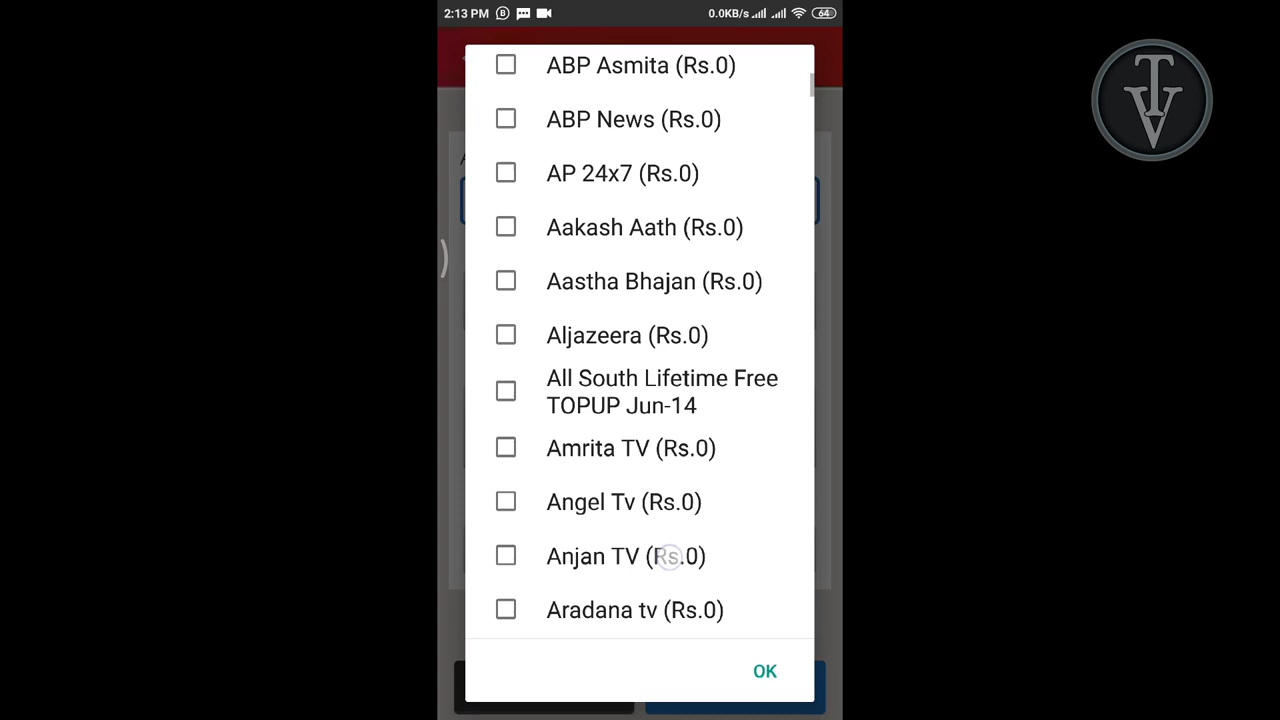 2:13 PM
0.0KB/s
64
ABP Asmita (Rs.0)
ABP News (Rs.0)
AP 24x7 (Rs.0)
Aakash Aath (Rs.0)
Aastha Bhajan (Rs.0)
Aljazeera (Rs.0)
All South Lifetime Free
TOPUP Jun-14
Amrita TV (Rs.0)
Angel Tv (Rs.0)
Anjan TV (Rs.0)
Aradana tv (Rs.0)
OK
TV